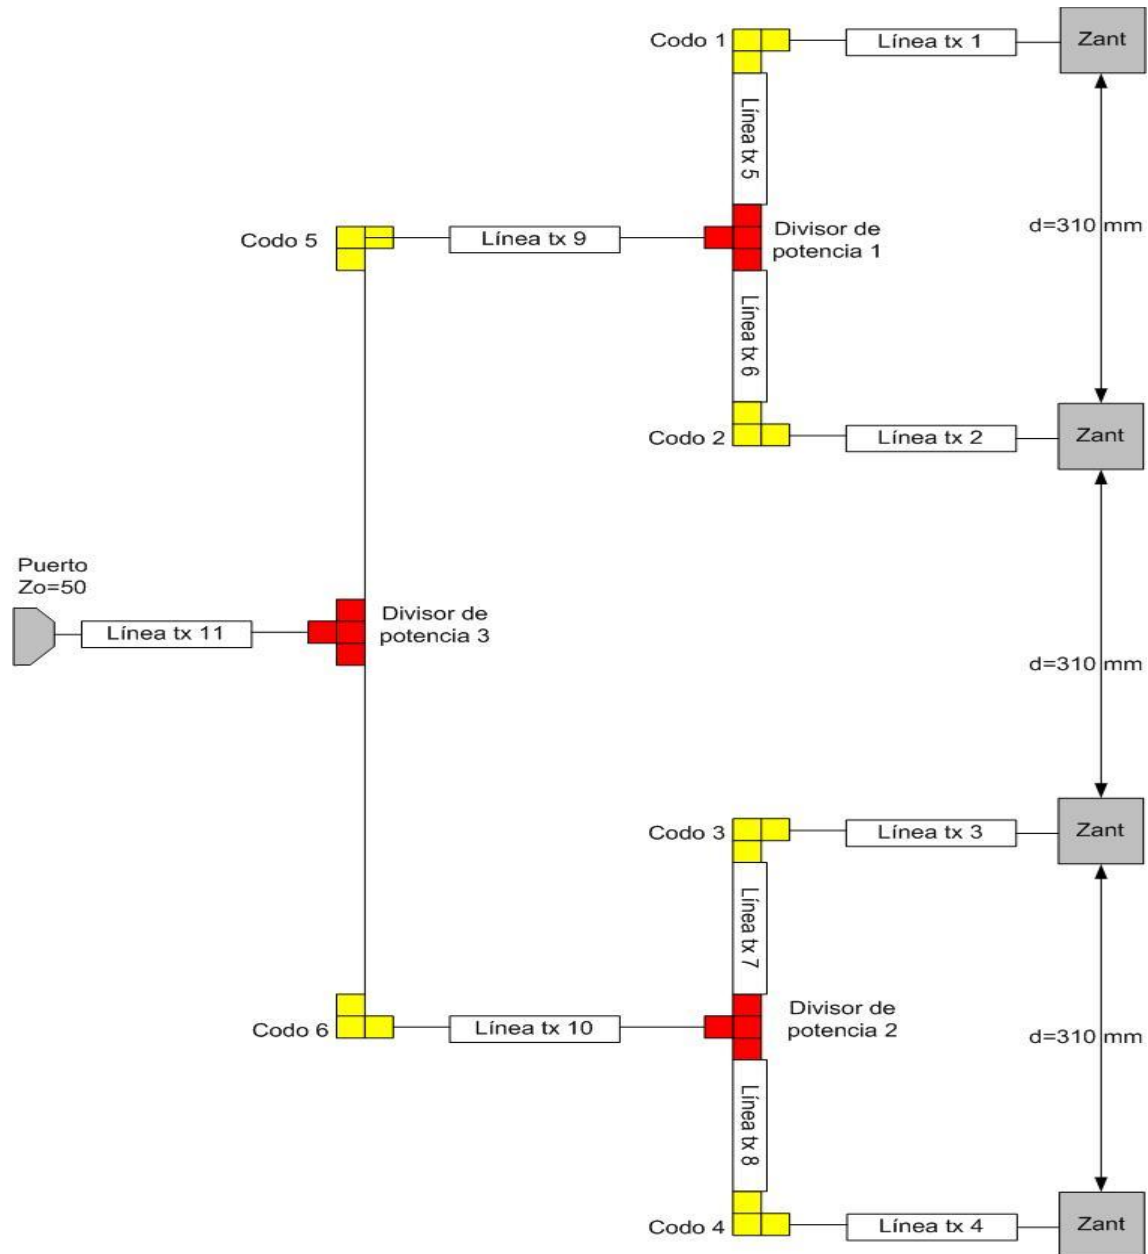 Codo 1
Línea tx 1
Zant
Línea tx 5
d=310 mm
Codo 5
Línea tx 9
Divisor de
potencia 1
Línea tx 6
Codo 2
Línea tx 2
Zant
Puerto
Zo=50
Línea tx 11
Divisor de
potencia 3
d=310 mm
Codo 3
Línea tx 3
Zant
Línea tx 7
Codo 6
Línea tx 10
Divisor de
potencia 2
d=310 mm
Línea tx 8
Codo 4
Línea tx 4
Zant